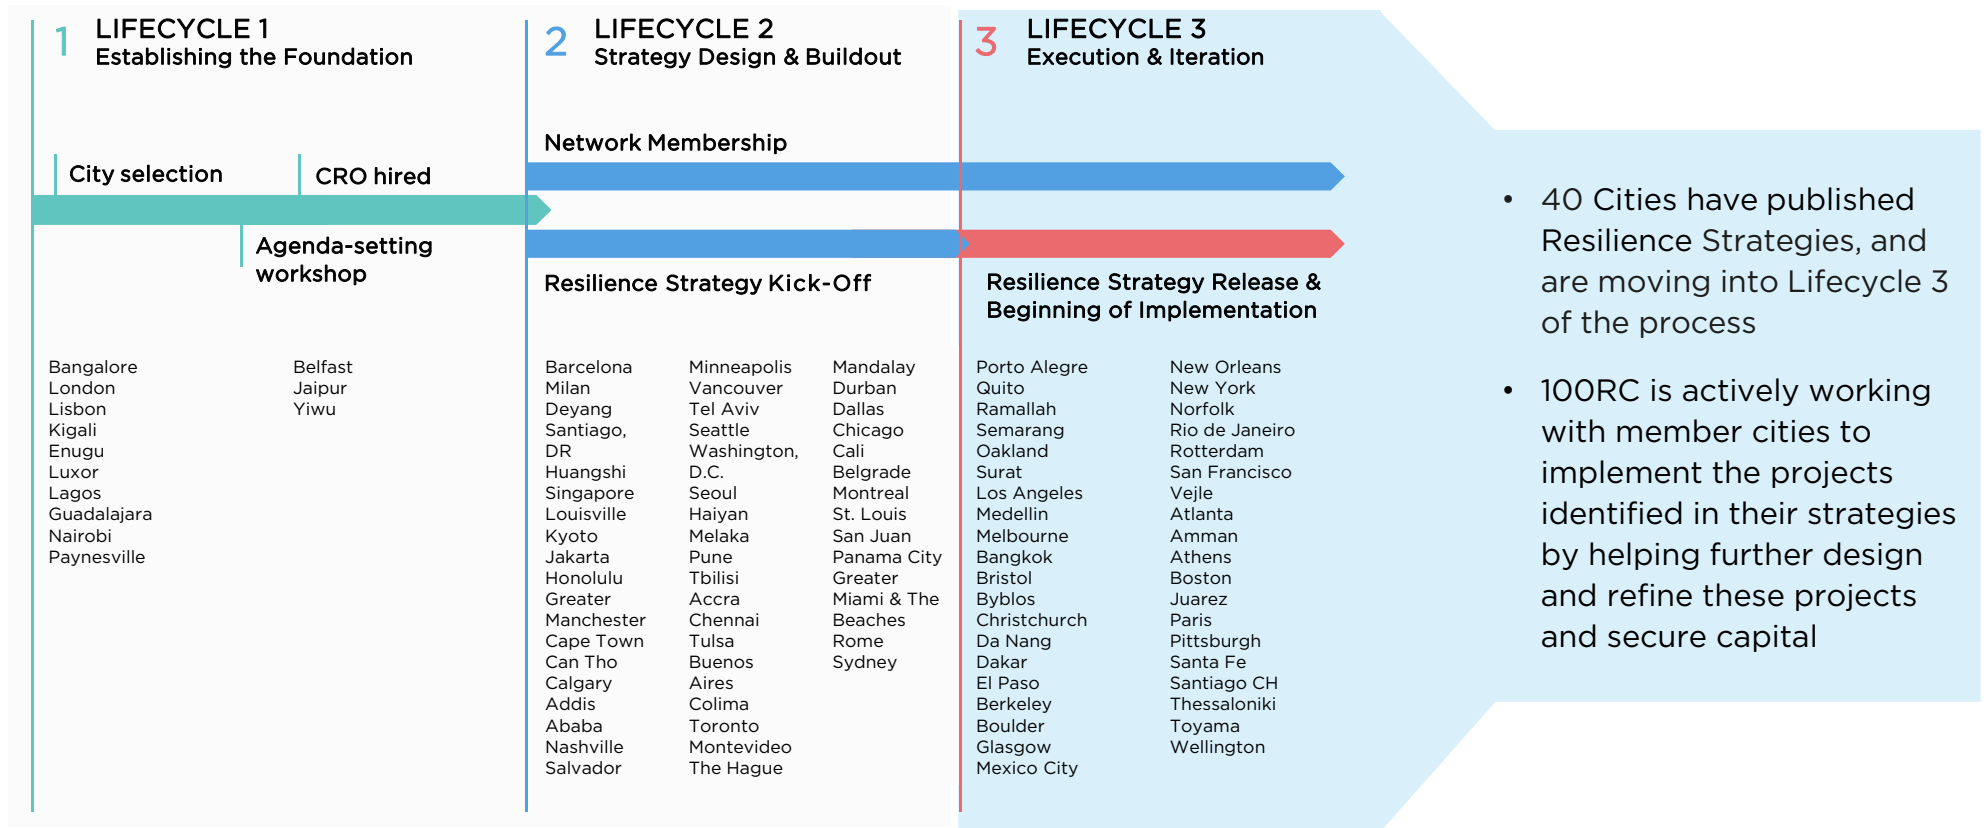 1
LIFECYCLE 1
Establishing the Foundation
City selection
CRO hired
Agenda-setting
workshop
Bangalore
London
Lisbon
Kigali
Enugu
Luxor
Lagos
Guadalajara
Nairobi
Paynesville
Belfast
Jaipur
Yiwu
2
LIFECYCLE 2
Strategy Design & Buildout
Network Membership
Resilience Strategy Kick-Off
Barcelona
Milan
Deyang
Santiago,
DR
Huangshi
Singapore
Louisville
Kyoto
Jakarta
Honolulu
Greater
Manchester
Cape Town
Can Tho
Calgary
Addis
Ababa
Nashville
Salvador
Minneapolis
Vancouver
Tel Aviv
Seattle
Washington,
D.C.
Seoul
Haiyan
Melaka
Pune
Tbilisi
Accra
Chennai
Tulsa
Buenos
Aires
Colima
Toronto
Montevideo
The Hague
Mandalay
Durban
Dallas
Chicago
Cali
Belgrade
Montreal
St. Louis
San Juan
Panama City
Greater
Miami & The
Beaches
Rome
Sydney
3
LIFECYCLE 3
Execution & Iteration
Resilience Strategy Release &
Beginning of Implementation
Porto Alegre
Quito
Ramallah
Semarang
Oakland
Surat
Los Angeles
Medellin
Melbourne
Bangkok
Bristol
Byblos
Christchurch
Da Nang
Dakar
El Paso
Berkeley
Boulder
Glasgow
Mexico City
New Orleans
New York
Norfolk
Rio de Janeiro
Rotterdam
San Francisco
Vejle
Atlanta
Amman
Athens
Boston
Juarez
Paris
Pittsburgh
Santa Fe
Santiago CH
Thessaloniki
Toyama
Wellington
• 40 Cities have published
Resilience Strategies, and
are moving into Lifecycle 3
of the process
• 100RC is actively working
with member cities to
implement the projects
identified in their strategies
by helping further design
and refine these projects
and secure capital